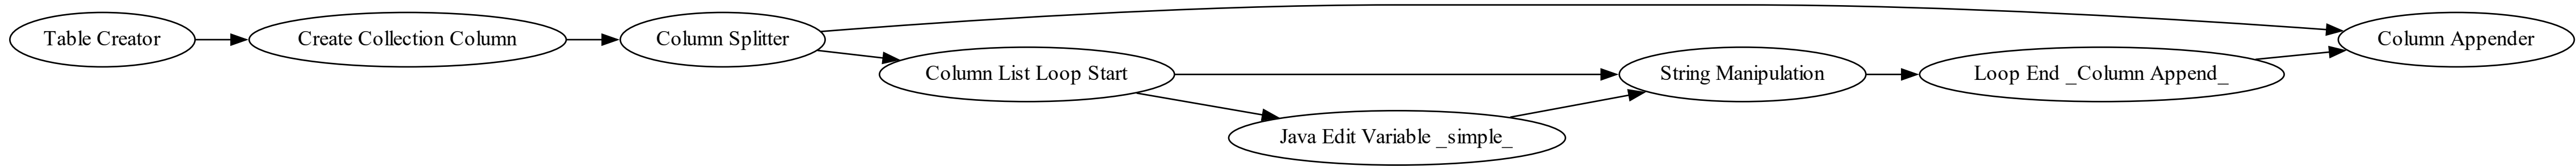 Table Creator
Create Collection Column
Column Splitter
Column List Loop Start
Java Edit Variable _simple_
String Manipulation
Loop End _Column Append_
Column Appender